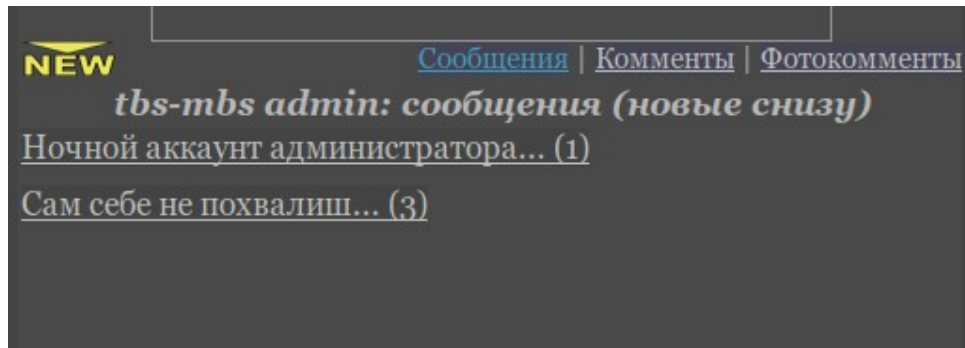 NEW
Сообщения | Комменты | Фотокомменты
tbs-mbs admin: сообщения (новые снизу)
Ночной аккаунт администратора... (1)
Сам себе не похвалиш... (3)